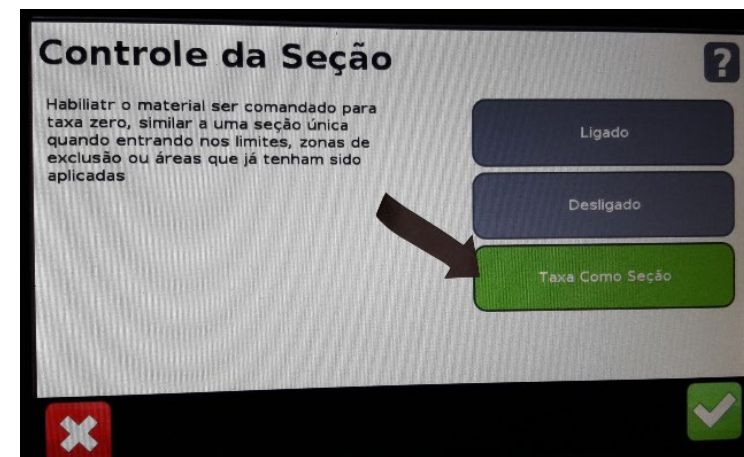 Controle da Seção
?
Habiliatr o material ser comandado para
taxa zero, similar a uma seção única
quando entrando nos limites, zonas de
exclusão ou áreas que já tenham sido
aplicadas
Ligado
Desligado
Taxa Como Seção